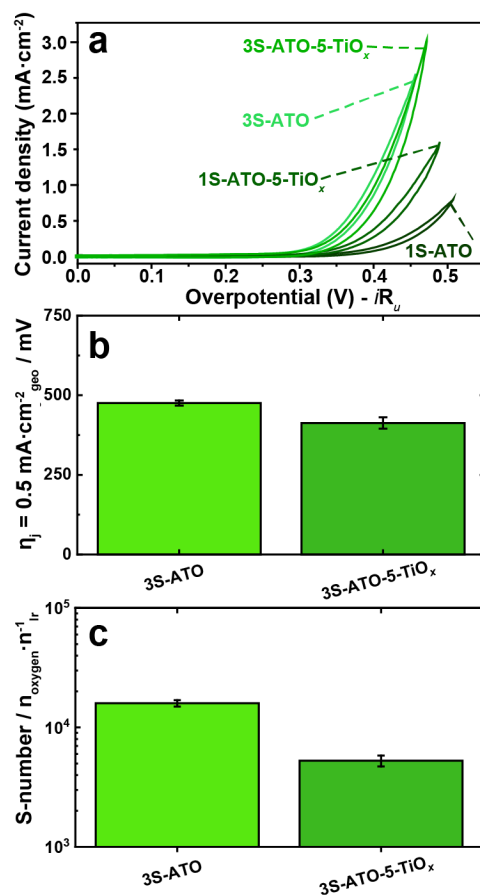 a
Current density (mA·cm⁻²)
3.0
2.5
2.0
1.5
1.0
0.5
0.0
3S-ATO-5-TiOₓ
3S-ATO
1S-ATO-5-TiOₓ
1S-ATO
0.0 0.1 0.2 0.3 0.4 0.5
Overpotential (V) - iRᵤ
b
ηj = 0.5 mA·cm⁻²geo / mV
750
500
250
0
3S-ATO
3S-ATO-5-TiOₓ
c
S-number / noxygen·n⁻¹Ir
10⁵
10⁴
10³
3S-ATO
3S-ATO-5-TiOₓ